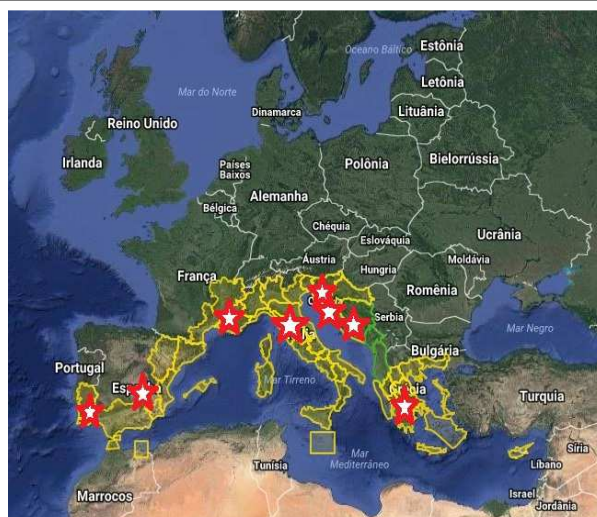 Oceano Báltico
Estônia
Letônia
Mar do Norte
Dinamarca
Lituânia
Reino Unido
Irlanda
Países
Baixos
Polônia
Bielorrússia
Alemanha
Bélgica
Chéquia
Ucrânia
Eslováquia
Áustria
Moldávia
Hungria
França
Romênia
Serbia
Mar Negro
Bulgária
Portugal
Mar Tirreno
Turquia
Mar
Mediterrâneo
Tunísia
Síria
Líbano
Israel
Jordânia
Marrocos